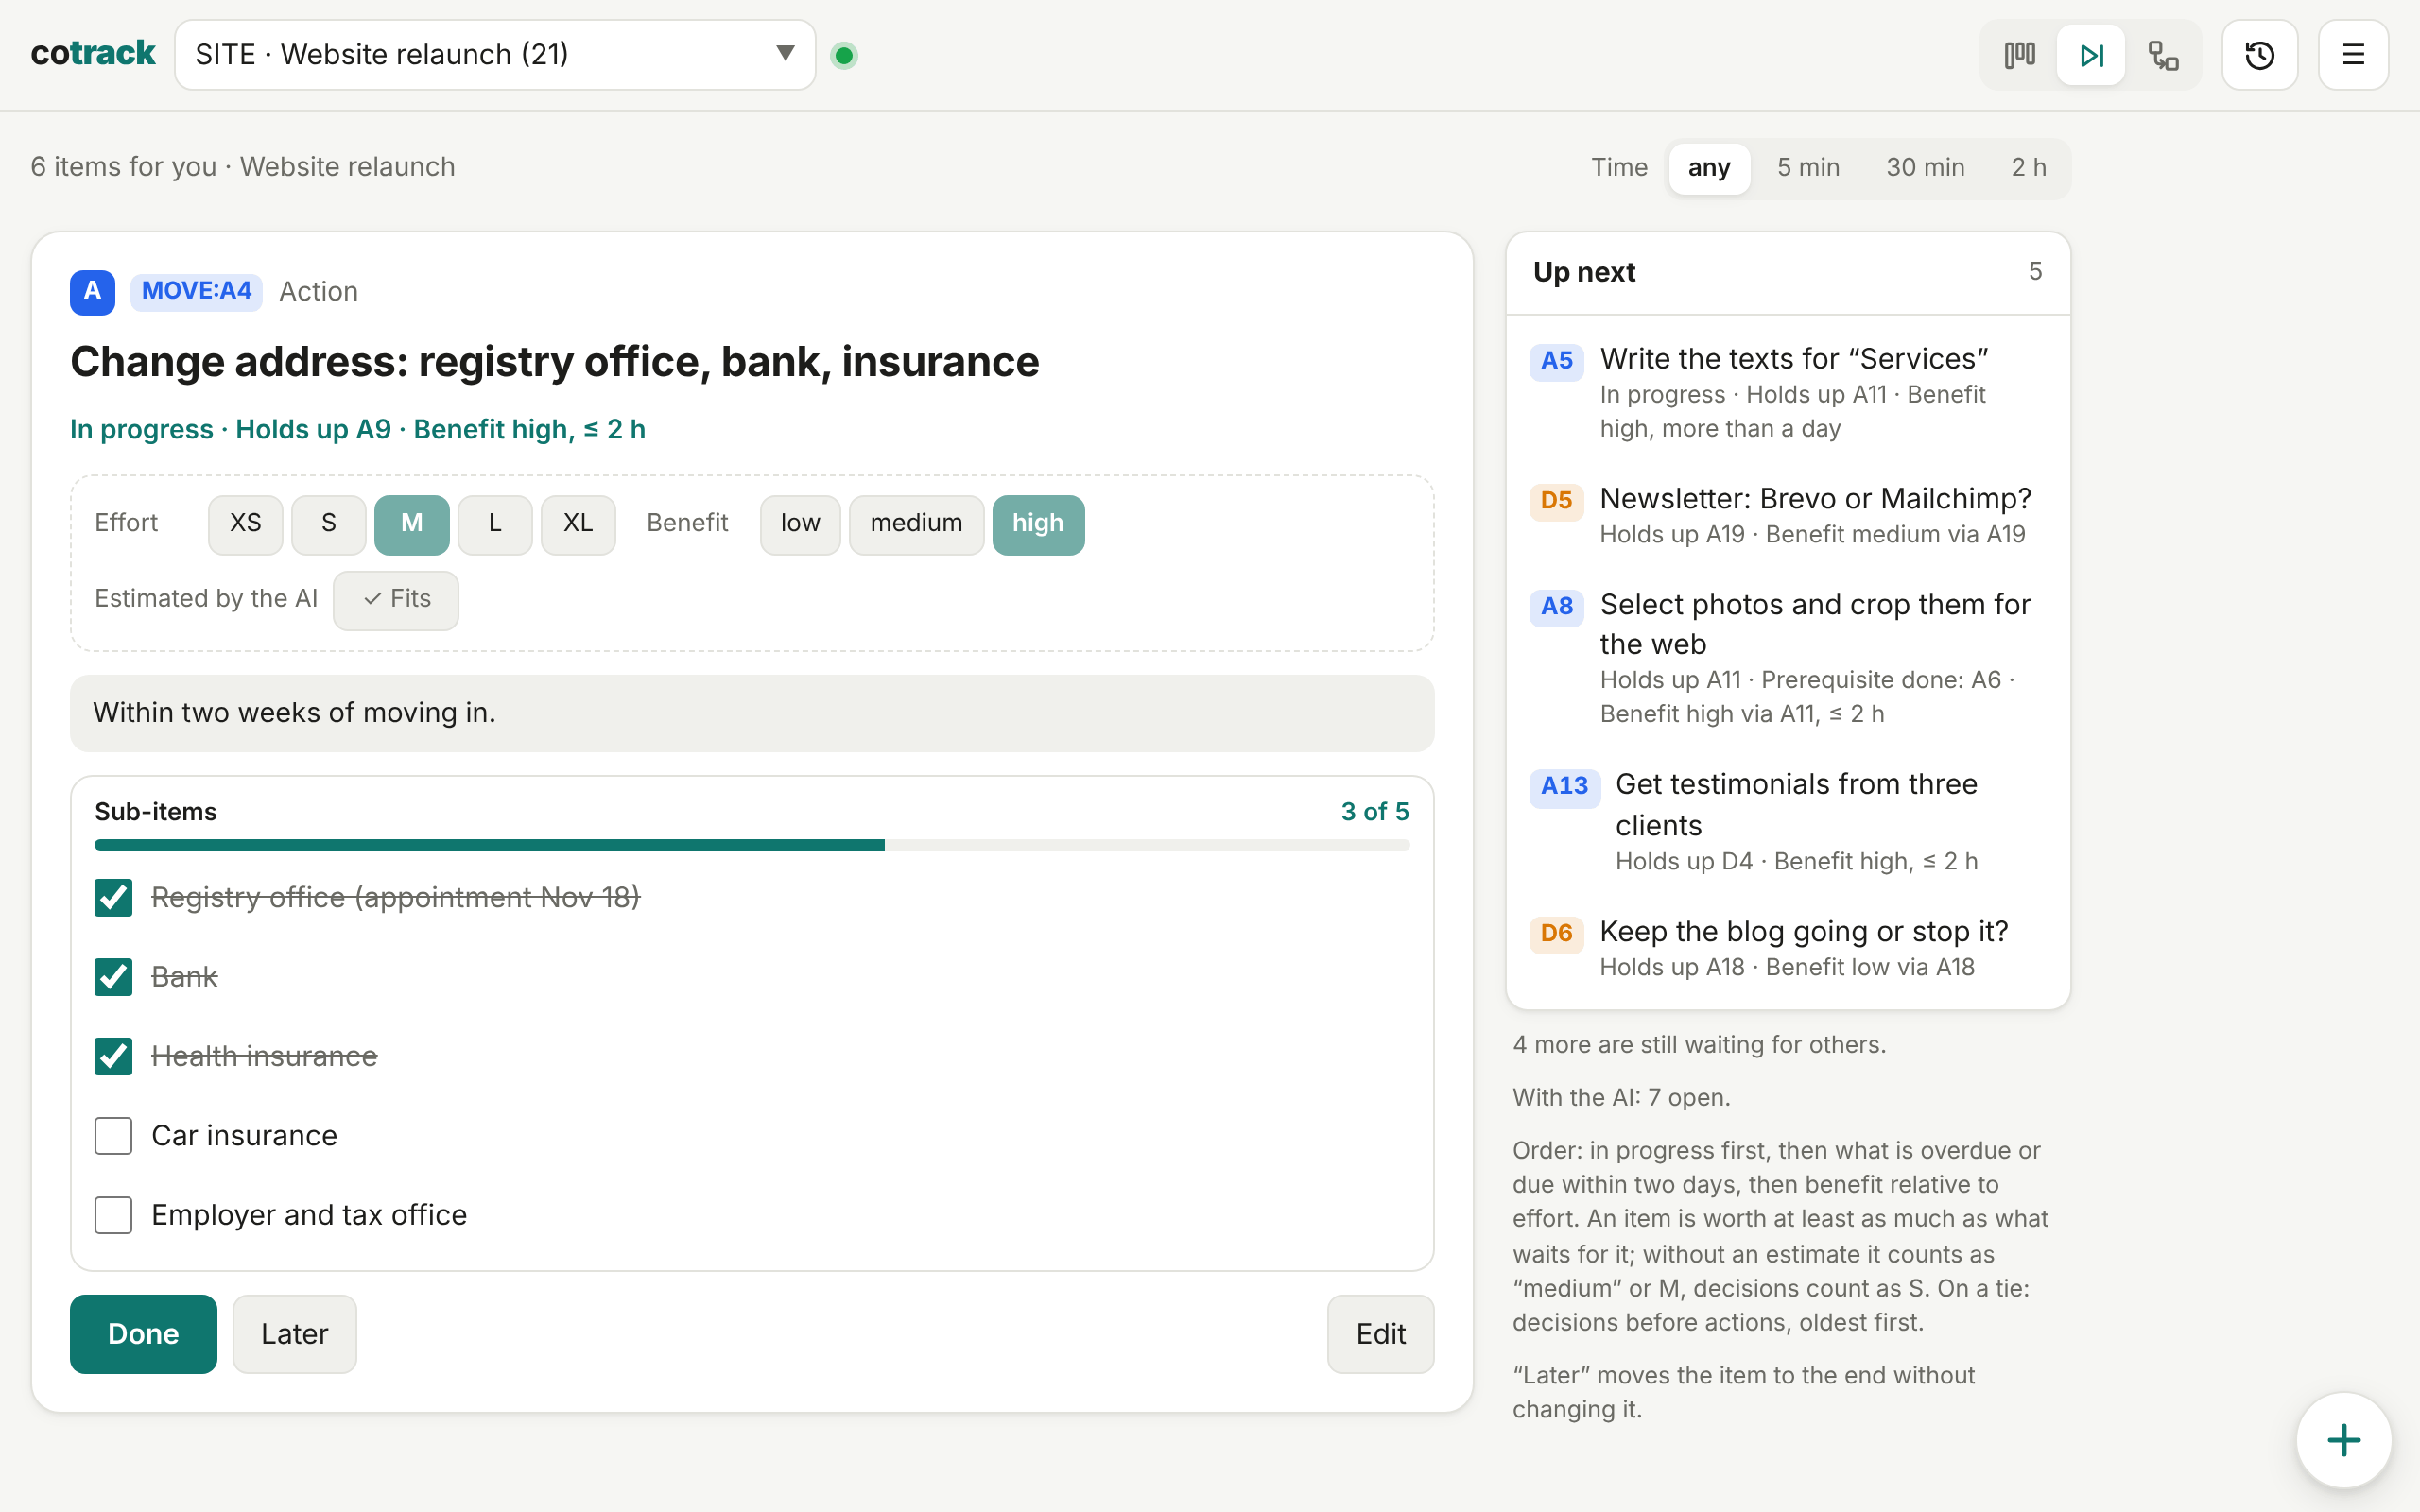 cotrack
SITE · Website relaunch (21)
6 items for you · Website relaunch
Time any 5 min 30 min 2 h
A MOVE:A4 Action
Change address: registry office, bank, insurance
In progress · Holds up A9 · Benefit high, ≤ 2 h
Effort XS S M L XL Benefit low medium high
Estimated by the AI ✓ Fits
Within two weeks of moving in.
Sub-items 3 of 5
Registry office (appointment Nov 18)
Bank
Health insurance
Car insurance
Employer and tax office
Done Later Edit
Up next 5
A5 Write the texts for “Services”
In progress · Holds up A11 · Benefit
high, more than a day
D5 Newsletter: Brevo or Mailchimp?
Holds up A19 · Benefit medium via A19
A8 Select photos and crop them for
the web
Holds up A11 · Prerequisite done: A6 ·
Benefit high via A11, ≤ 2 h
A13 Get testimonials from three
clients
Holds up D4 · Benefit high, ≤ 2 h
D6 Keep the blog going or stop it?
Holds up A18 · Benefit low via A18
4 more are still waiting for others.
With the AI: 7 open.
Order: in progress first, then what is overdue or
due within two days, then benefit relative to
effort. An item is worth at least as much as what
waits for it; without an estimate it counts as
“medium” or M, decisions count as S. On a tie:
decisions before actions, oldest first.
“Later” moves the item to the end without
changing it.